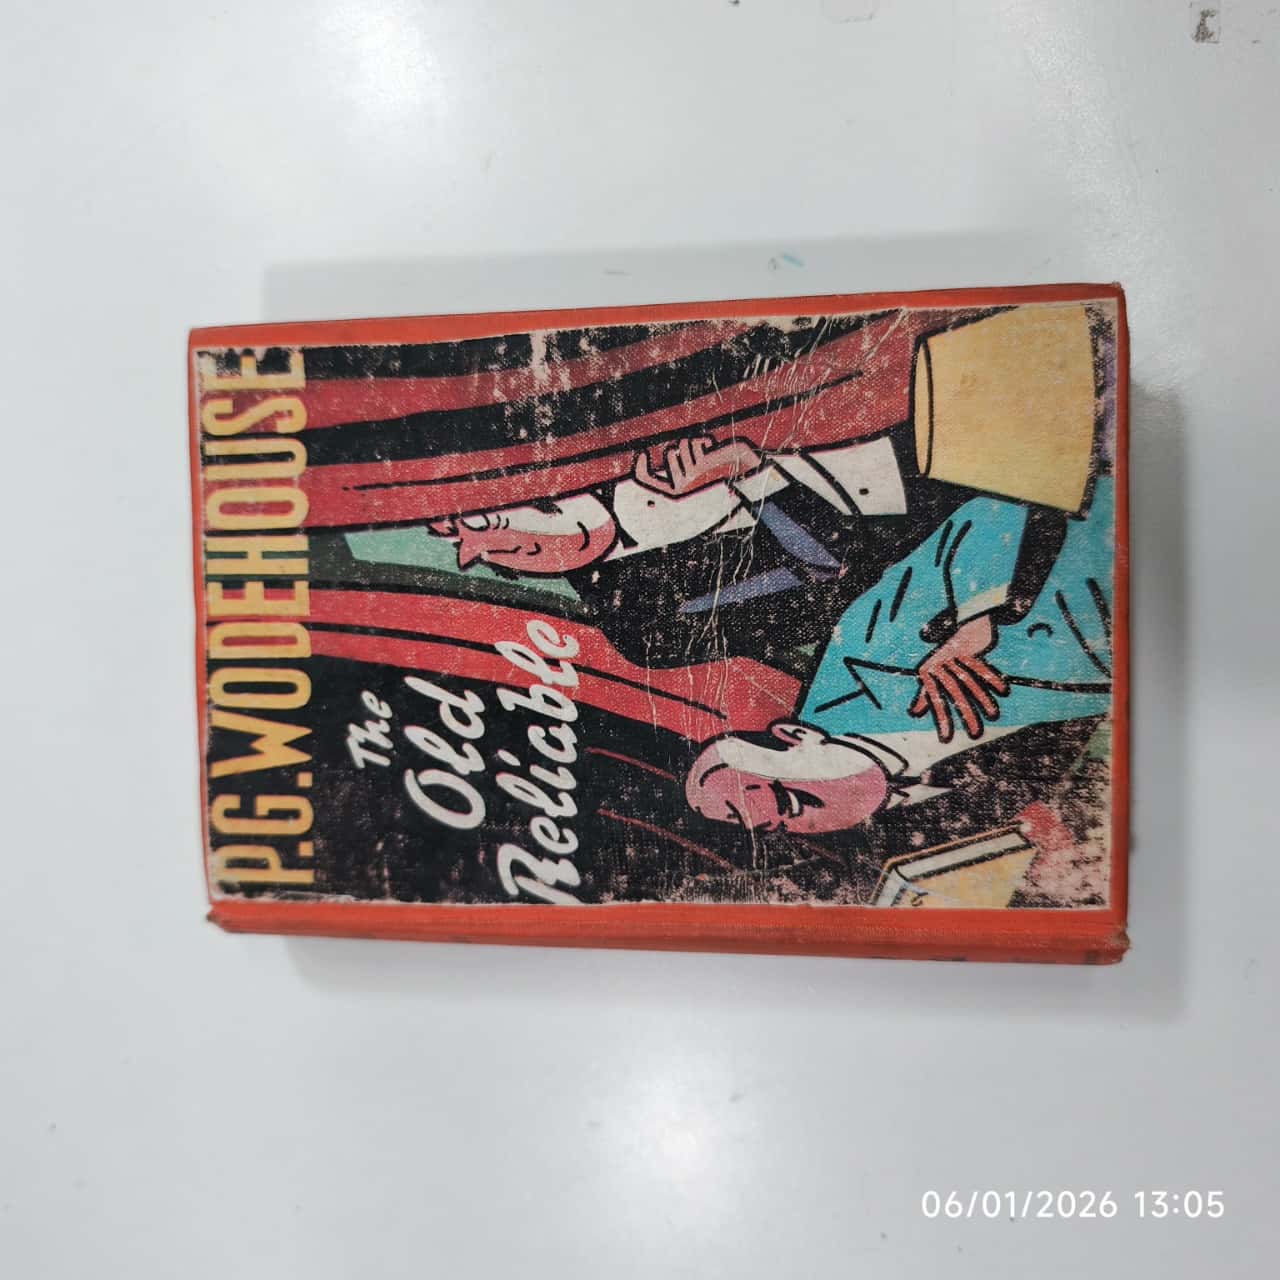 P.G. WODEHOUSE
The
Old
Reliable
06/01/2026 13:05